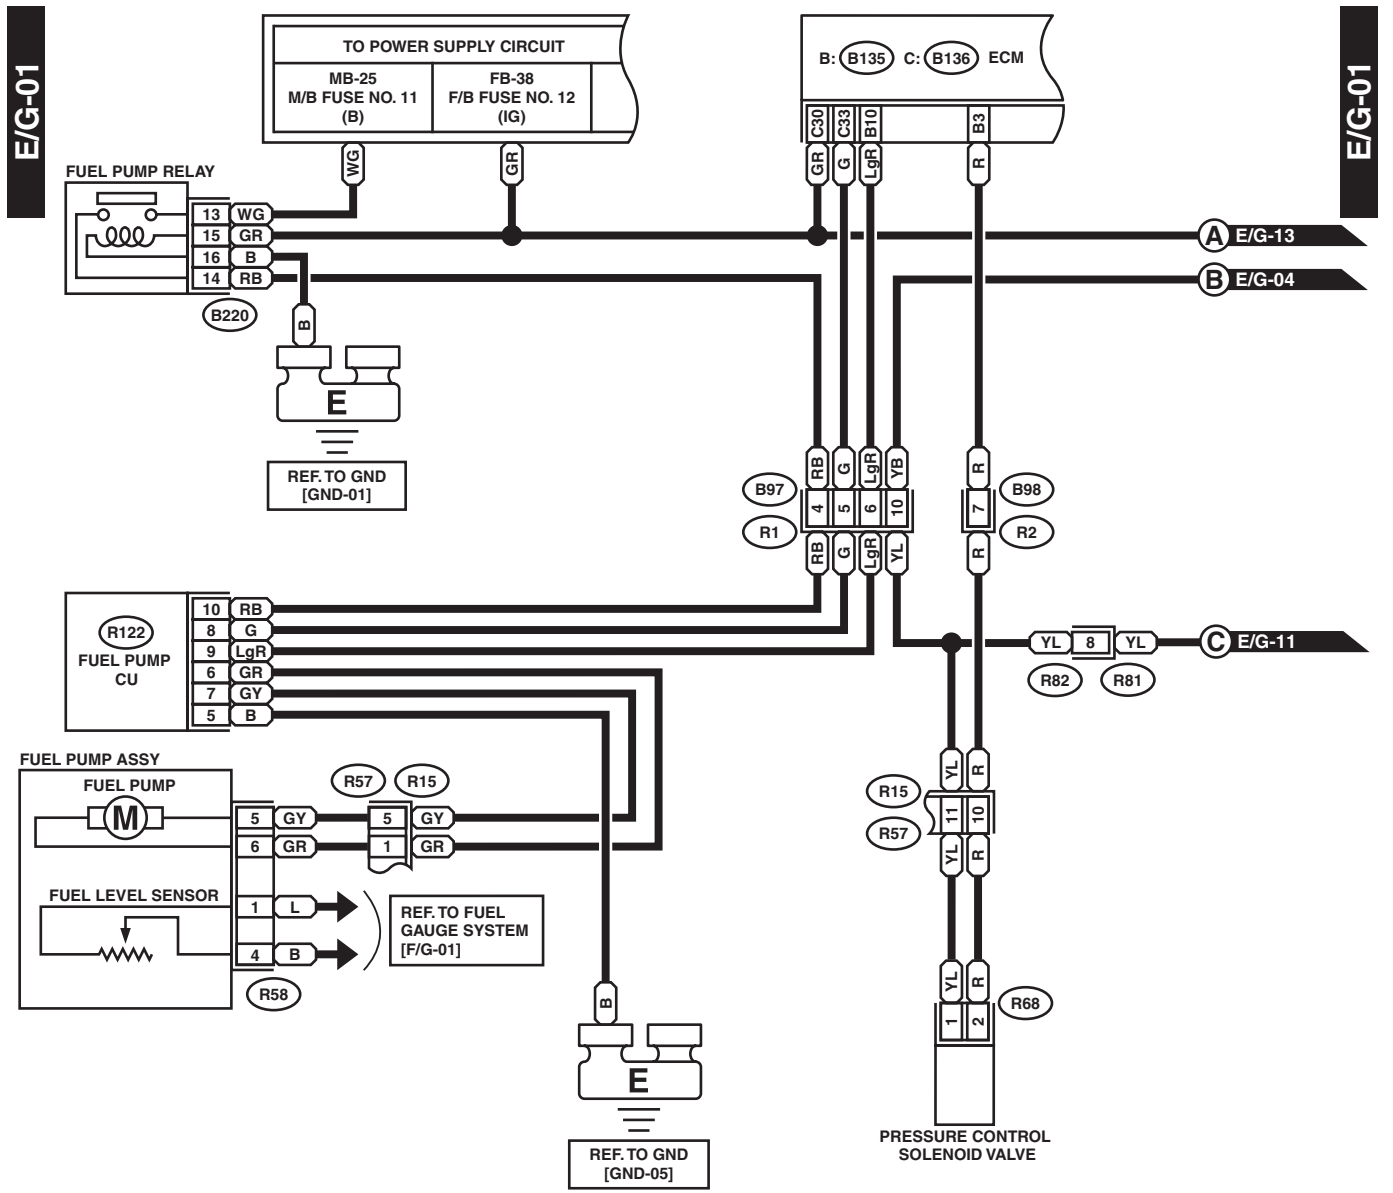 E/G-01
E/G-01
TO POWER SUPPLY CIRCUIT
MB-25
M/B FUSE NO. 11
(B)
FB-38
F/B FUSE NO. 12
(IG)
B: B135 C: B136 ECM
C30
C33
B10
B3
WG
GR
GR
G
LgR
R
FUEL PUMP RELAY
13 WG
15 GR
16 B
14 RB
B220
A E/G-13
B E/G-04
B
E
REF. TO GND
[GND-01]
RB
G
LgR
YB
R
B97
4
5
6
10
7
B98
R1
R2
RB
G
LgR
YL
R
R122
FUEL PUMP
CU
10 RB
8 G
9 LgR
6 GR
7 GY
5 B
YL 8 YL
C E/G-11
R82 R81
FUEL PUMP ASSY
FUEL PUMP
M
R57 R15
5 GY 5 GY
6 GR 1 GR
FUEL LEVEL SENSOR
1 L
4 B
REF. TO FUEL
GAUGE SYSTEM
[F/G-01]
R58
YL
R
R15
11
10
R57
YL
R
YL
R
R68
1
2
B
E
REF. TO GND
[GND-05]
PRESSURE CONTROL
SOLENOID VALVE